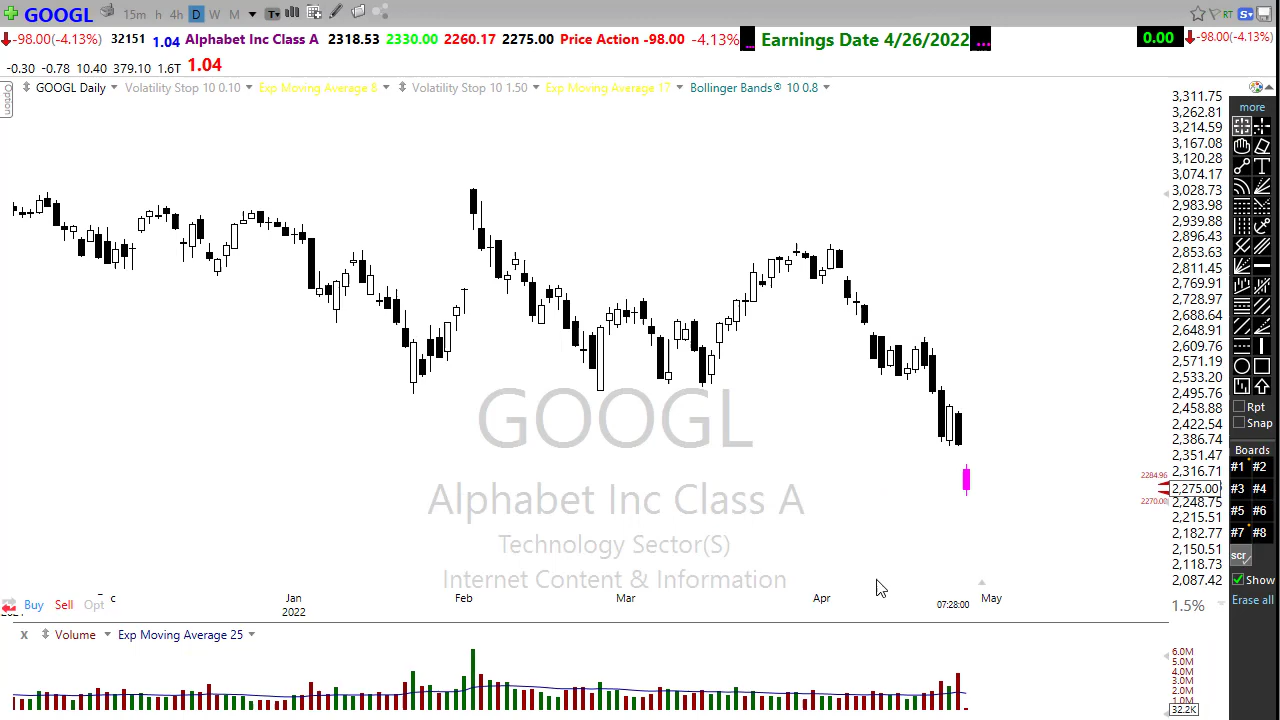 GOOGL 15m h 4h D W M T RT S
-98.00(-4.13%) 32151 1.04 Alphabet Inc Class A 2318.53 2330.00 2260.17 2275.00 Price Action -98.00 -4.13% ... Earnings Date 4/26/2022 ... 0.00 -98.00(-4.13%)
-0.30 -0.78 10.40 379.10 1.6T 1.04
Option
GOOGL Daily Volatility Stop 10 0.10 Exp Moving Average 8 Volatility Stop 10 1.50 Exp Moving Average 17 Bollinger Bands® 10 0.8
3,311.75
3,262.81
3,214.59
3,167.08
3,120.28
3,074.17
3,028.73
2,983.98
2,939.88
2,896.43
2,853.63
2,811.45
2,769.91
2,728.97
2,688.64
2,648.91
2,609.76
2,571.19
2,533.20
2,495.76
2,458.88
2,422.54
2,386.74
2,351.47
2,316.71
2284.96
2,275.00
2270.00
2,248.75
2,215.51
2,182.77
2,150.51
2,118.73
2,087.42
1.5%
GOOGL
Alphabet Inc Class A
Technology Sector(S)
Internet Content & Information
Jan Feb Mar Apr 07:28:00 May
2022
Buy Sell Opt
X Volume Exp Moving Average 25
6.0M
5.0M
4.0M
3.0M
2.0M
1.0M
32.2K
more
T
Rpt
Snap
Boards
#1 #2
#3 #4
#5 #6
#7 #8
scr
Show
Erase all